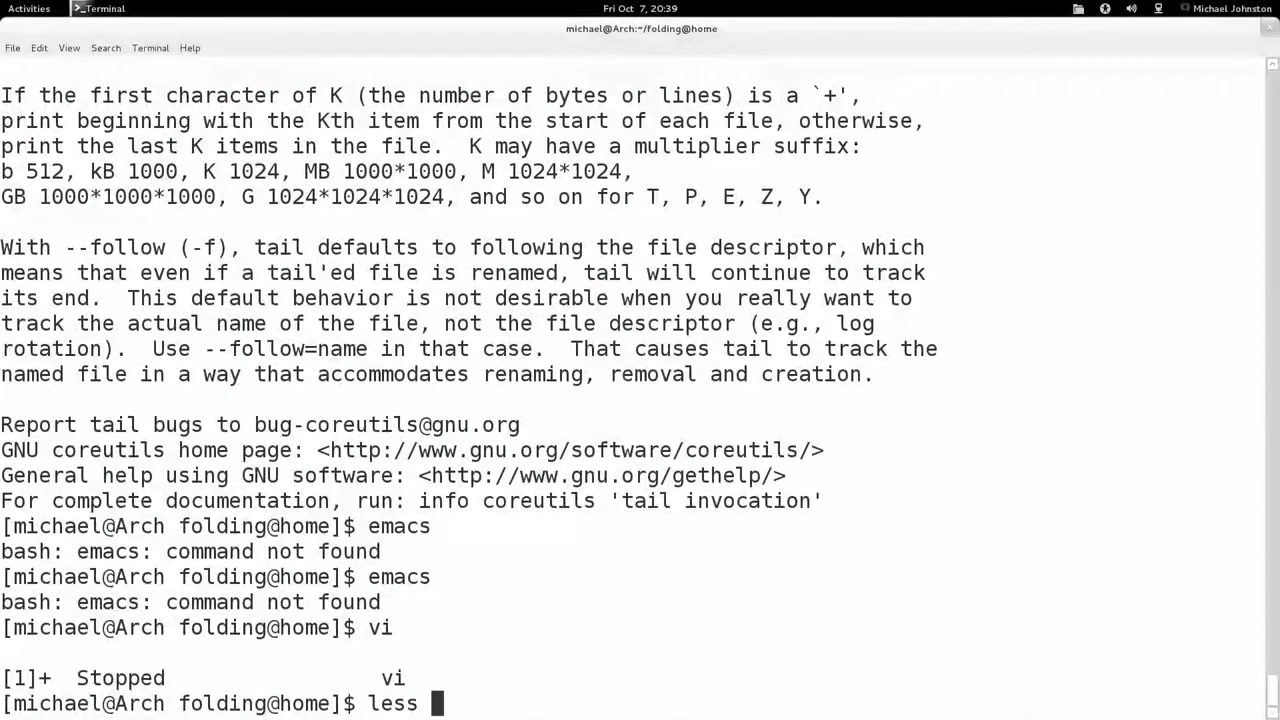 Activities Terminal Fri Oct 7, 20:39 Michael Johnston
michael@Arch:~/folding@home
File Edit View Search Terminal Help
If the first character of K (the number of bytes or lines) is a `+',
print beginning with the Kth item from the start of each file, otherwise,
print the last K items in the file.  K may have a multiplier suffix:
b 512, kB 1000, K 1024, MB 1000*1000, M 1024*1024,
GB 1000*1000*1000, G 1024*1024*1024, and so on for T, P, E, Z, Y.
With --follow (-f), tail defaults to following the file descriptor, which
means that even if a tail'ed file is renamed, tail will continue to track
its end.  This default behavior is not desirable when you really want to
track the actual name of the file, not the file descriptor (e.g., log
rotation).  Use --follow=name in that case.  That causes tail to track the
named file in a way that accommodates renaming, removal and creation.
Report tail bugs to bug-coreutils@gnu.org
GNU coreutils home page: <http://www.gnu.org/software/coreutils/>
General help using GNU software: <http://www.gnu.org/gethelp/>
For complete documentation, run: info coreutils 'tail invocation'
[michael@Arch folding@home]$ emacs
bash: emacs: command not found
[michael@Arch folding@home]$ emacs
bash: emacs: command not found
[michael@Arch folding@home]$ vi
[1]+  Stopped                 vi
[michael@Arch folding@home]$ less